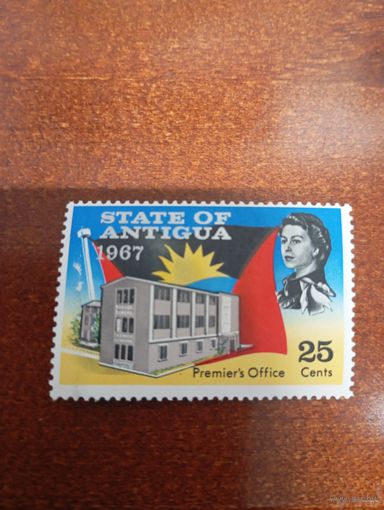 STATE OF
ANTIGUA
1967
25
Premier's Office
Cents